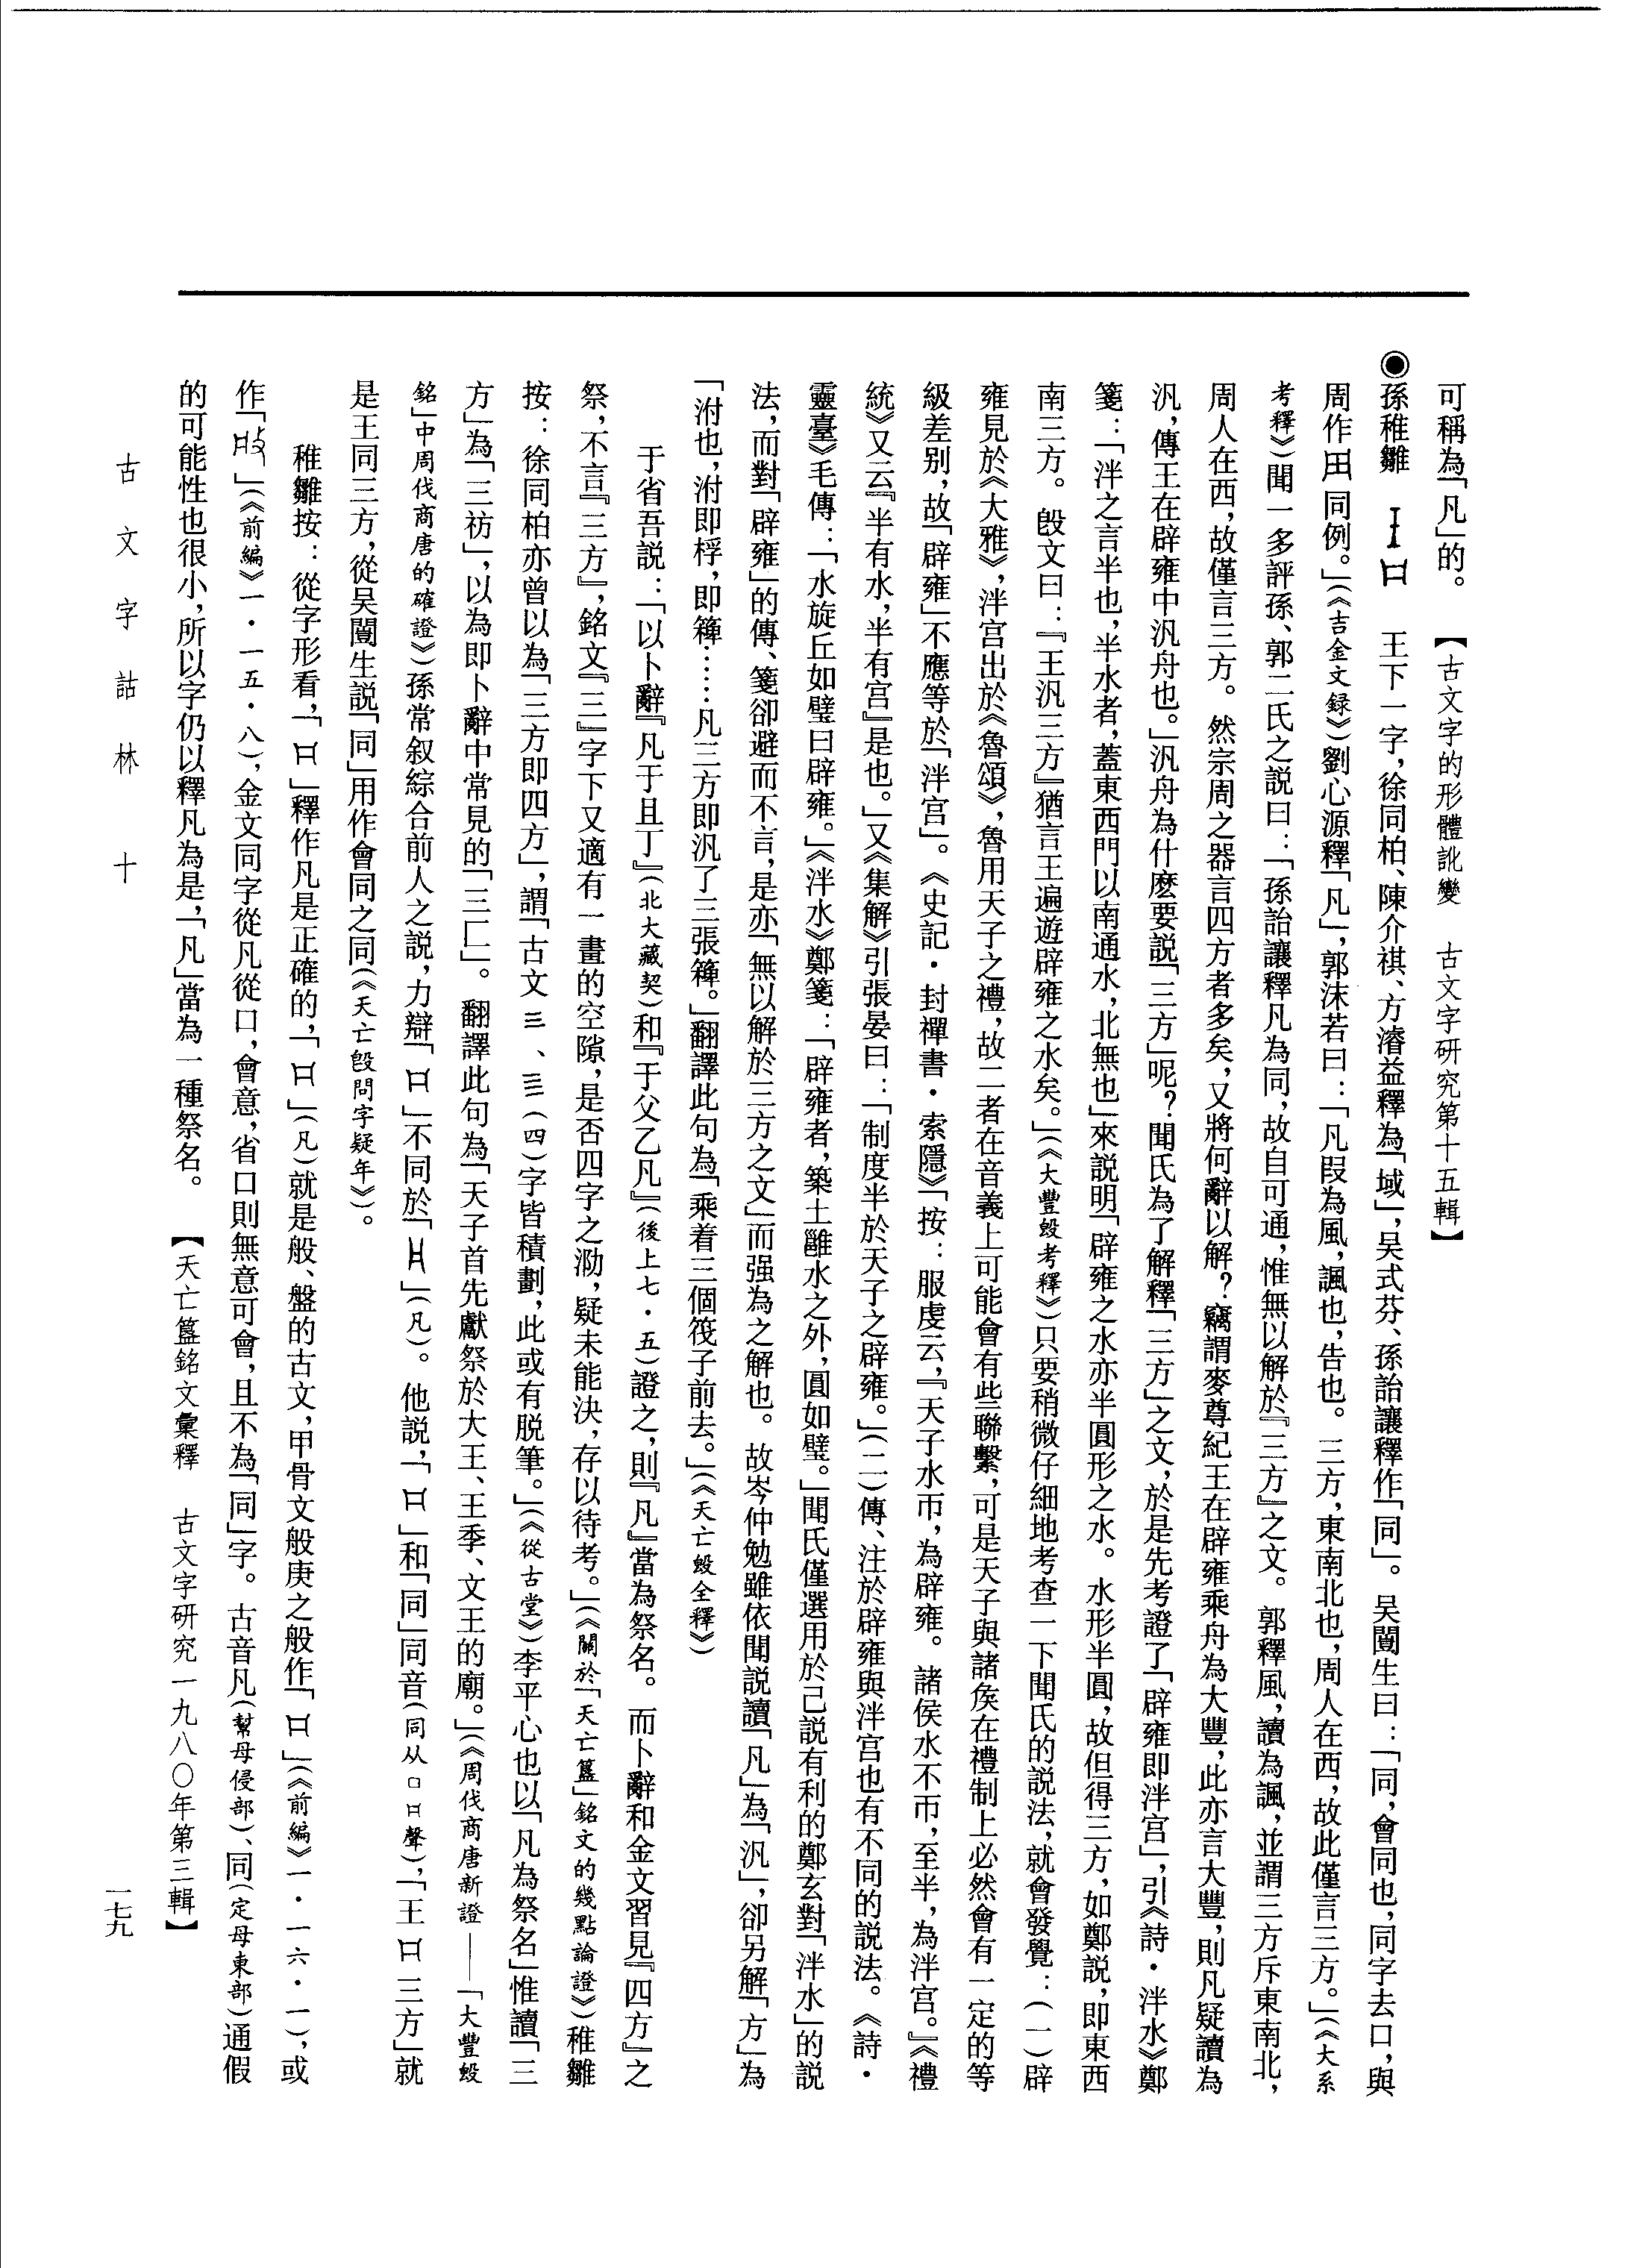 可稱為「凡」的。　【古文字的形體訛變　古文字研究第十五輯】
◉孫稚雛　王下一字，徐同柏、陳介祺、方濬益釋為「域」，吴式芬、孫詒讓釋作「同」。吴闓生曰：「同，會同也，同字去口，與
周作同例。」（《吉金文録》）劉心源釋「凡」，郭沫若曰：「凡叚為風，諷也，告也。三方，東南北也，周人在西，故此僅言三方。」（《大系
考釋》）聞一多評孫、郭二氏之説曰：「孫詒讓釋凡為同，故自可通，惟無以解於『三方』之文。郭釋風，讀為諷，並謂三方斥東南北，
周人在西，故僅言三方。然宗周之器言四方者多矣，又將何辭以解？竊謂麥尊紀王在辟雍乘舟為大豐，此亦言大豐，則凡疑讀為
汎，傳王在辟雍中汎舟也。」汎舟為什麽要説「三方」呢？聞氏為了解釋「三方」之文，於是先考證了「辟雍即泮宫」，引《詩·泮水》鄭
箋：「泮之言半也，半水者，蓋東西門以南通水，北無也」來説明「辟雍之水亦半圓形之水。水形半圓，故但得三方，如鄭説，即東西
南三方。𣪘文曰：『王汎三方』猶言王遍遊辟雍之水矣。」（《大豐𣪘考釋》）只要稍微仔細地考查一下聞氏的説法，就會發覺：（一）辟
雍見於《大雅》，泮宫出於《魯頌》，魯用天子之禮，故二者在音義上可能會有些聯繫，可是天子與諸矦在禮制上必然會有一定的等
級差别，故「辟雍」不應等於「泮宫」。《史記·封禪書·索隱》「按：服虔云，『天子水帀，為辟雍。諸侯水不帀，至半，為泮宫。』《禮
統》又云『半有水，半有宫』是也。」又《集解》引張晏曰：「制度半於天子之辟雍。」（二）傳、注於辟雍與泮宫也有不同的説法。《詩·
靈臺》毛傳：「水旋丘如璧曰辟雍。」《泮水》鄭箋：「辟雍者，築土雝水之外，圓如璧。」聞氏僅選用於己説有利的鄭玄對「泮水」的説
法，而對「辟雍」的傳、箋卻避而不言，是亦「無以解於三方之文」而强為之解也。故岑仲勉雖依聞説讀「凡」為「汎」，卻另解「方」為
「泭也，泭即桴，即簰……凡三方即汎了三張簰。」翻譯此句為「乘着三個筏子前去。」（《天亡𣪘全釋》）
于省吾説：「以卜辭『凡于且丁』（北大藏契）和『于父乙凡』（後上七·五）證之，則『凡』當為祭名。而卜辭和金文習見『四方』之
祭，不言『三方』，銘文『三』字下又適有一畫的空隙，是否四字之泐，疑未能決，存以待考。」（《關於「天亡簋」銘文的幾點論證》）稚雛
按：徐同柏亦曾以為「三方即四方」，謂「古文三、亖（四）字皆積劃，此或有脱筆。」（《從古堂》）李平心也以「凡為祭名」惟讀「三
方」為「三祊」，以為即卜辭中常見的「三匚」。翻譯此句為「天子首先獻祭於大王、王季、文王的廟。」（《周伐商唐新證——「大豐𣪘
銘」中周伐商唐的確證》）孫常叙綜合前人之説，力辯「」不同於「」（凡）。他説，「」和「同」同音（同从口聲），「王三方」就
是王同三方，從吴闓生説「同」用作會同之同（《天亡𣪘問字疑年》）。
稚雛按：從字形看，「」釋作凡是正確的，「」（凡）就是般、盤的古文，甲骨文般庚之般作「」（《前編》一·一六·一），或
作「」（《前編》一·一五·八），金文同字從凡從口，會意，省口則無意可會，且不為「同」字。古音凡（幫母侵部）、同（定母東部）通假
的可能性也很小，所以字仍以釋凡為是，「凡」當為一種祭名。　【天亡簋銘文彙釋　古文字研究一九八〇年第三輯】
古文字詁林　十
一七九